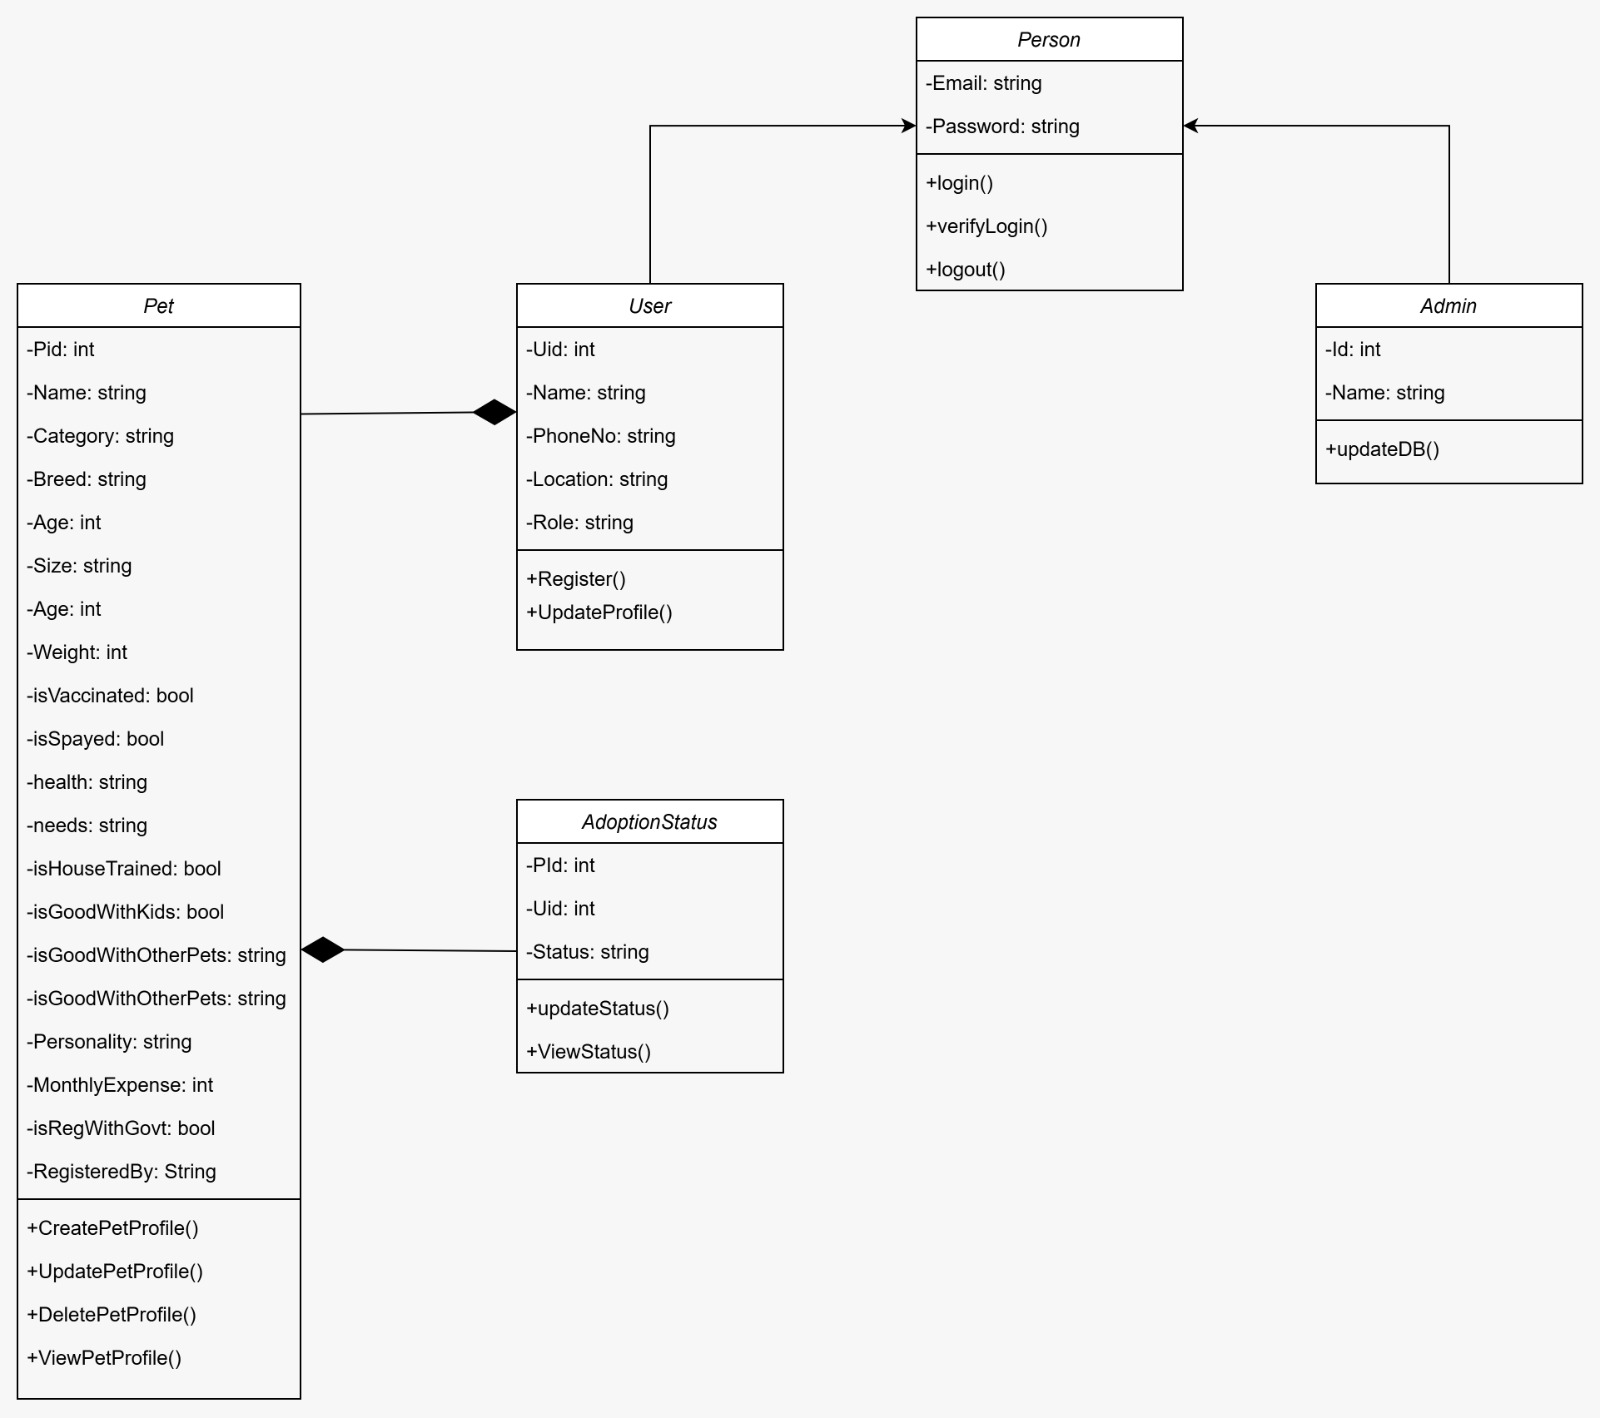 Person
-Email: string
-Password: string
+login()
+verifyLogin()
+logout()
Pet
-Pid: int
-Name: string
-Category: string
-Breed: string
-Age: int
-Size: string
-Age: int
-Weight: int
-isVaccinated: bool
-isSpayed: bool
-health: string
-needs: string
-isHouseTrained: bool
-isGoodWithKids: bool
-isGoodWithOtherPets: string
-isGoodWithOtherPets: string
-Personality: string
-MonthlyExpense: int
-isRegWithGovt: bool
-RegisteredBy: String
+CreatePetProfile()
+UpdatePetProfile()
+DeletePetProfile()
+ViewPetProfile()
User
-Uid: int
-Name: string
-PhoneNo: string
-Location: string
-Role: string
+Register()
+UpdateProfile()
Admin
-Id: int
-Name: string
+updateDB()
AdoptionStatus
-PId: int
-Uid: int
-Status: string
+updateStatus()
+ViewStatus()